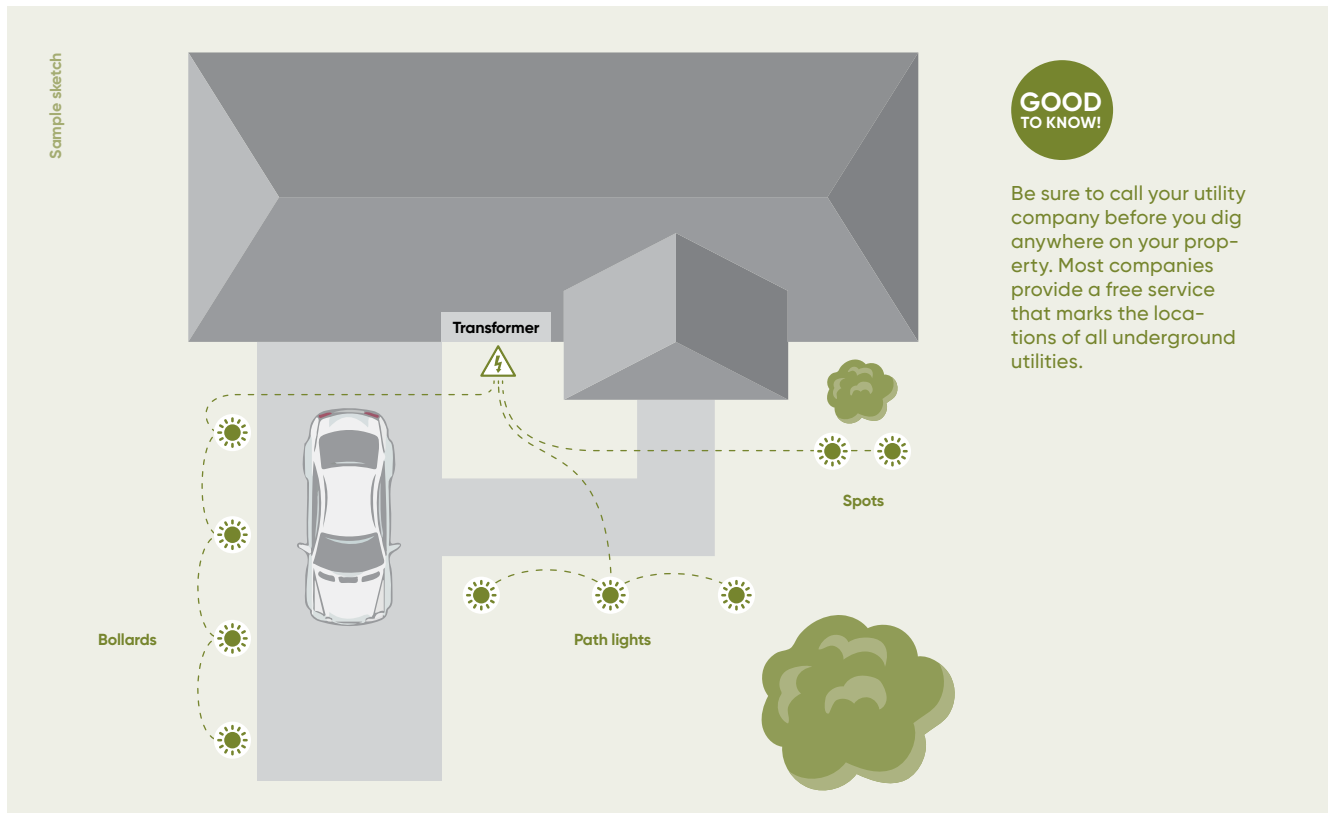 Sample sketch
GOOD
TO KNOW!
Be sure to call your utility
company before you dig
anywhere on your prop-
erty. Most companies
provide a free service
that marks the loca-
tions of all underground
utilities.
Transformer
Spots
Bollards
Path lights